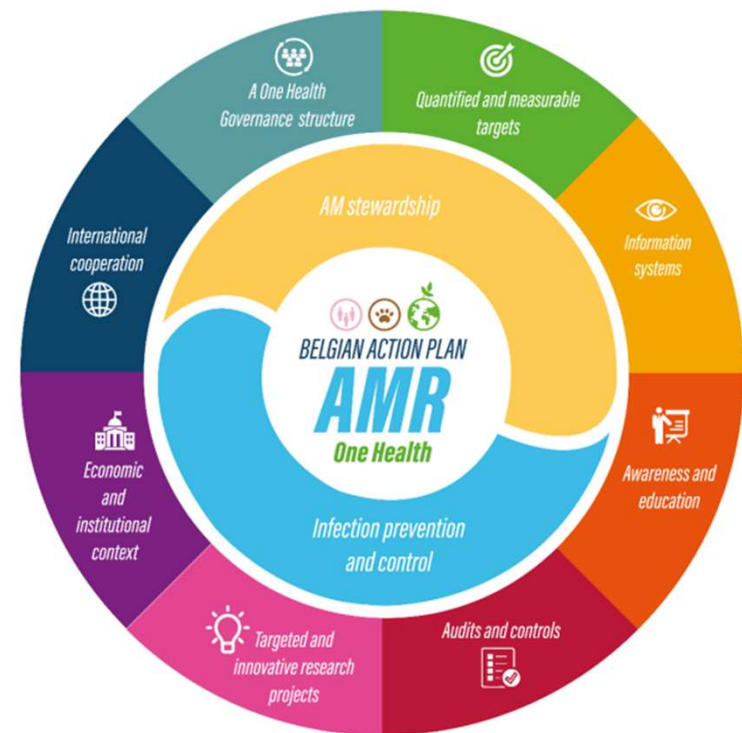 A One Health
Governance structure
Quantified and measurable
targets
Information
systems
Awareness and
education
Audits and controls
Targeted and
innovative research
projects
Economic
and
institutional
context
International
cooperation
AM stewardship
Infection prevention
and control
BELGIAN ACTION PLAN
AMR
One Health